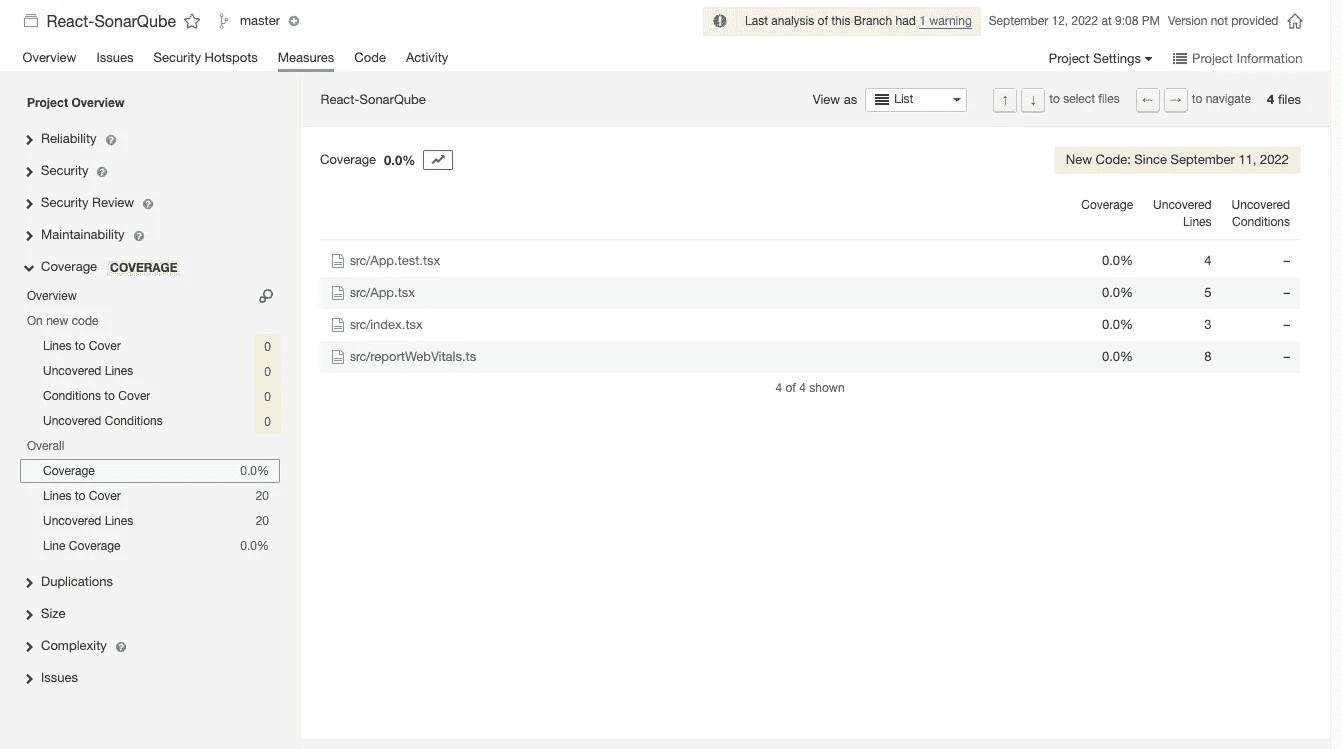 React-SonarQube master
Last analysis of this Branch had 1 warning September 12, 2022 at 9:08 PM Version not provided
Overview Issues Security Hotspots Measures Code Activity
Project Settings Project Information
Project Overview
Reliability
Security
Security Review
Maintainability
Coverage COVERAGE
Overview
On new code
Lines to Cover 0
Uncovered Lines 0
Conditions to Cover 0
Uncovered Conditions 0
Overall
Coverage 0.0%
Lines to Cover 20
Uncovered Lines 20
Line Coverage 0.0%
Duplications
Size
Complexity
Issues
React-SonarQube View as List ↑ ↓ to select files ← → to navigate 4 files
Coverage 0.0% New Code: Since September 11, 2022
Coverage Uncovered Uncovered
Lines Conditions
src/App.test.tsx 0.0% 4 –
src/App.tsx 0.0% 5 –
src/index.tsx 0.0% 3 –
src/reportWebVitals.ts 0.0% 8 –
4 of 4 shown